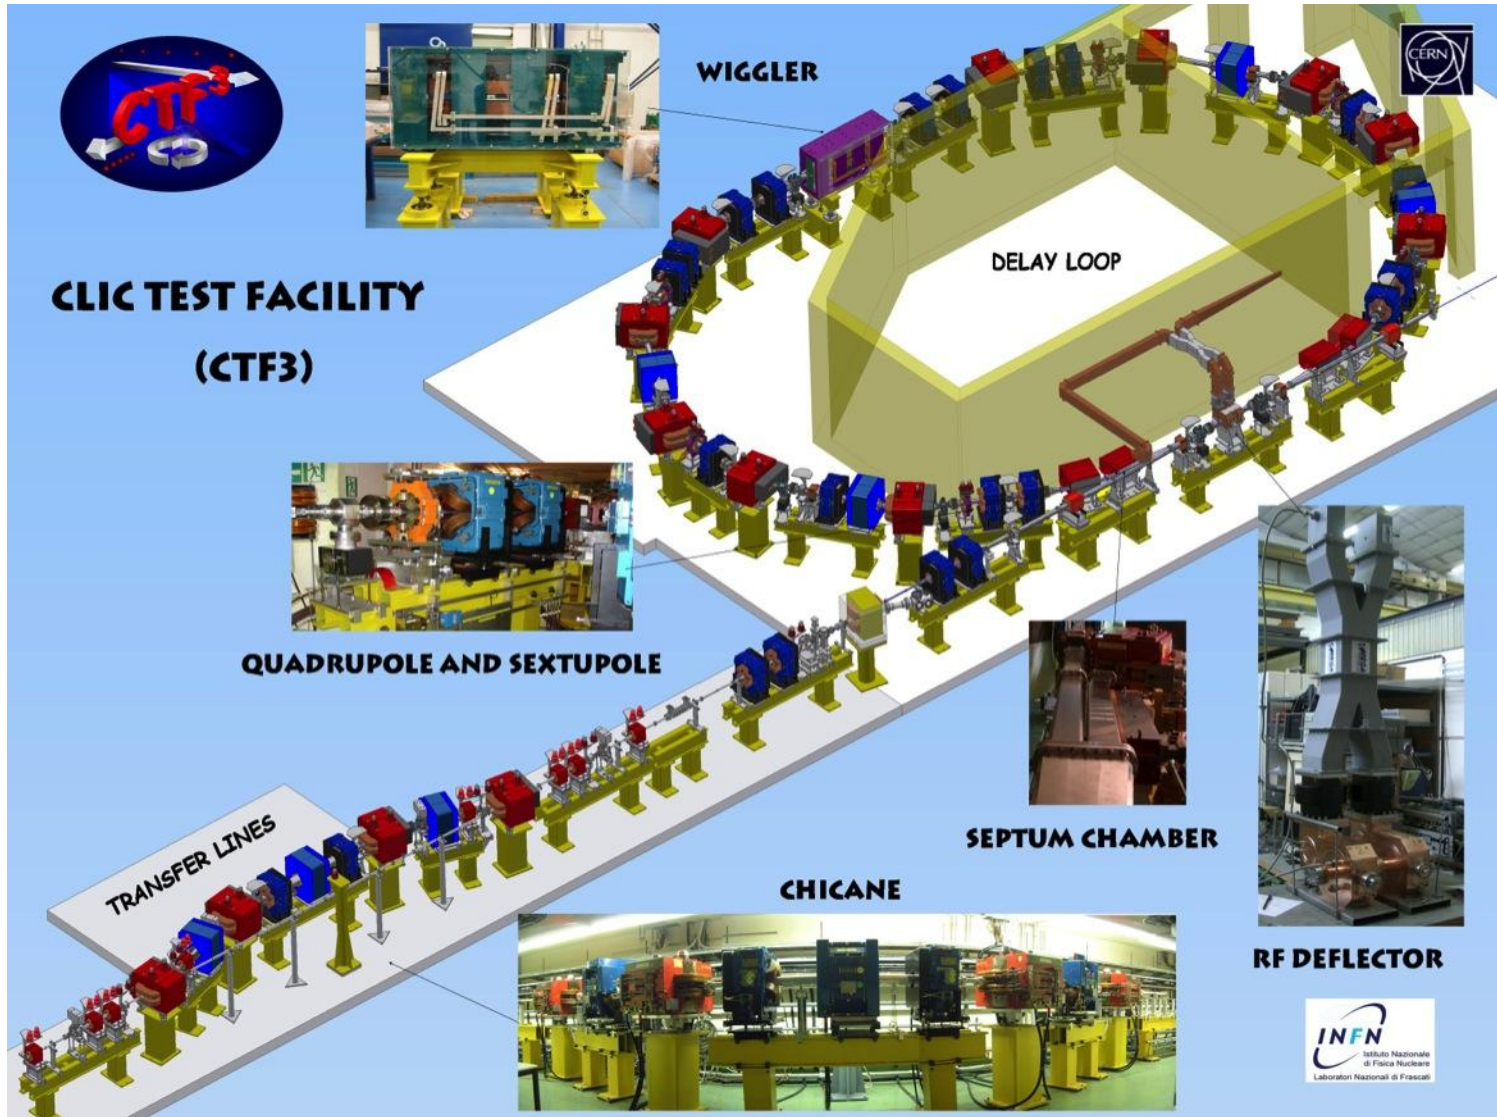 CTF3
WIGGLER
CERN
DELAY LOOP
CLIC TEST FACILITY
(CTF3)
QUADRUPOLE AND SEXTUPOLE
SEPTUM CHAMBER
TRANSFER LINES
CHICANE
RF DEFLECTOR
INFN
Istituto Nazionale
di Fisica Nucleare
Laboratori Nazionali di Frascati